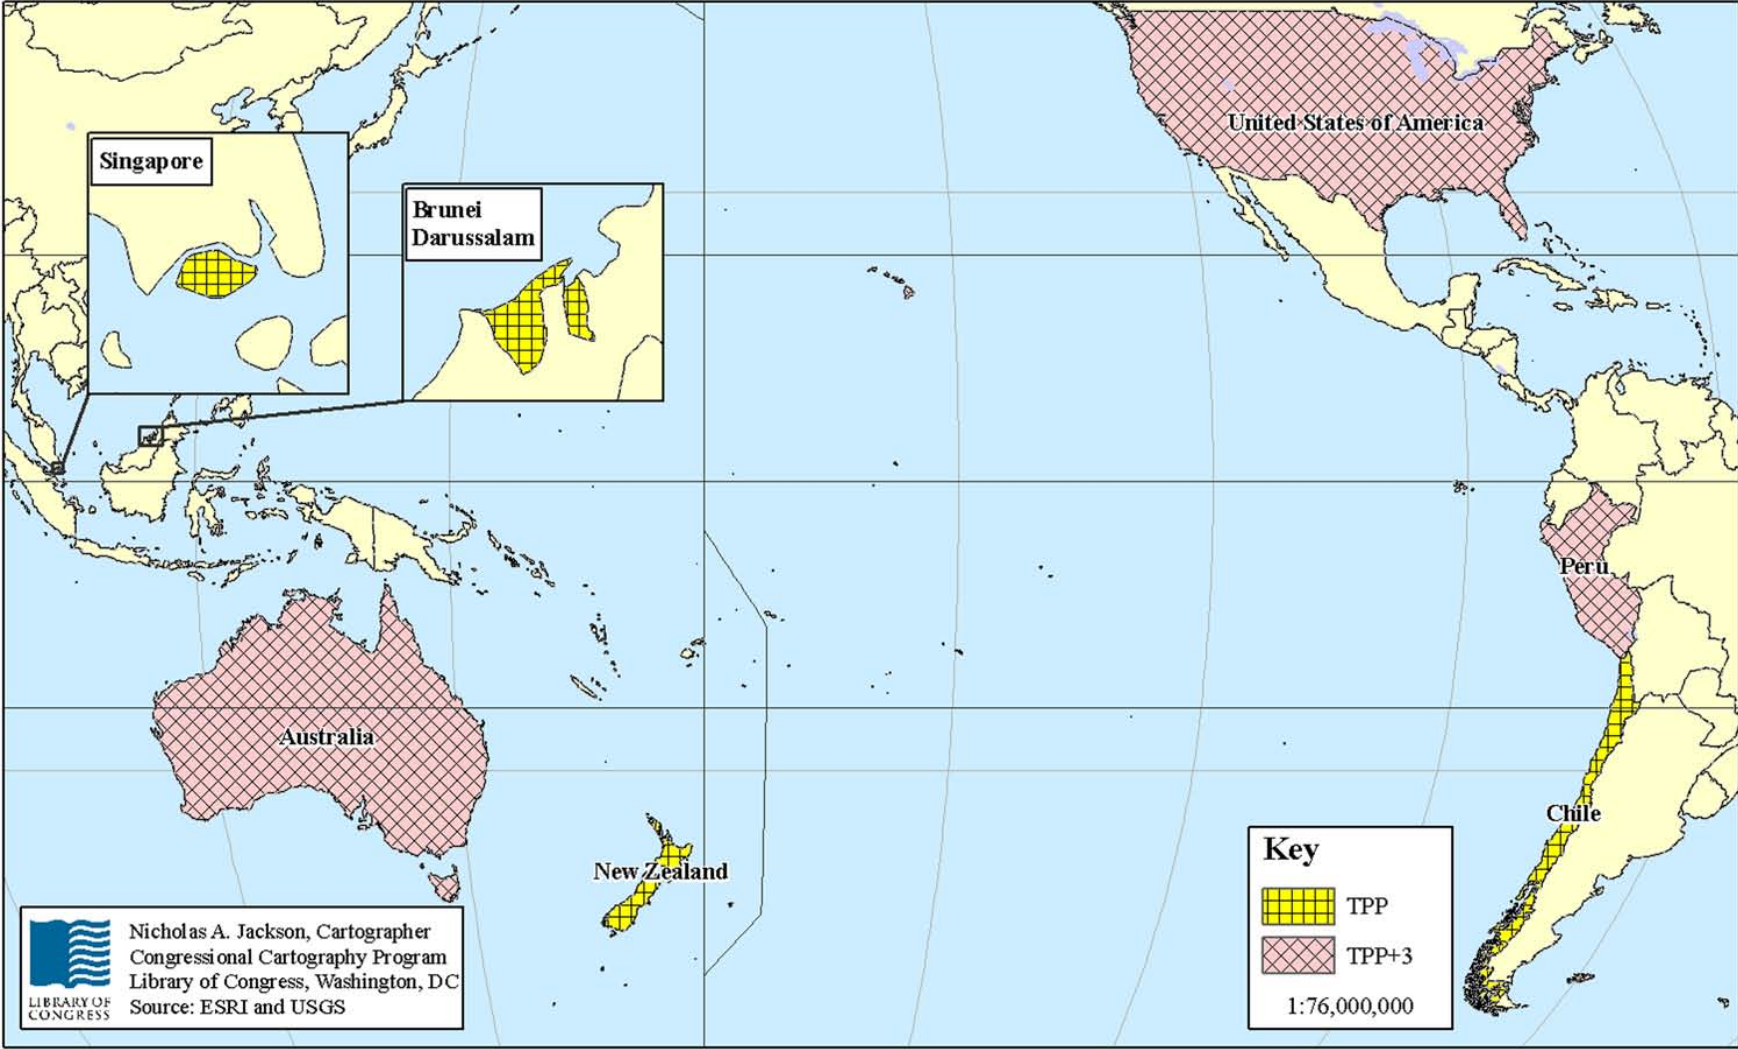 United States of America
Singapore
Brunei
Darussalam
Peru
Australia
Chile
New Zealand
Key
TPP
TPP+3
1:76,000,000
Nicholas A. Jackson, Cartographer
Congressional Cartography Program
Library of Congress, Washington, DC
Source: ESRI and USGS
LIBRARY OF
CONGRESS